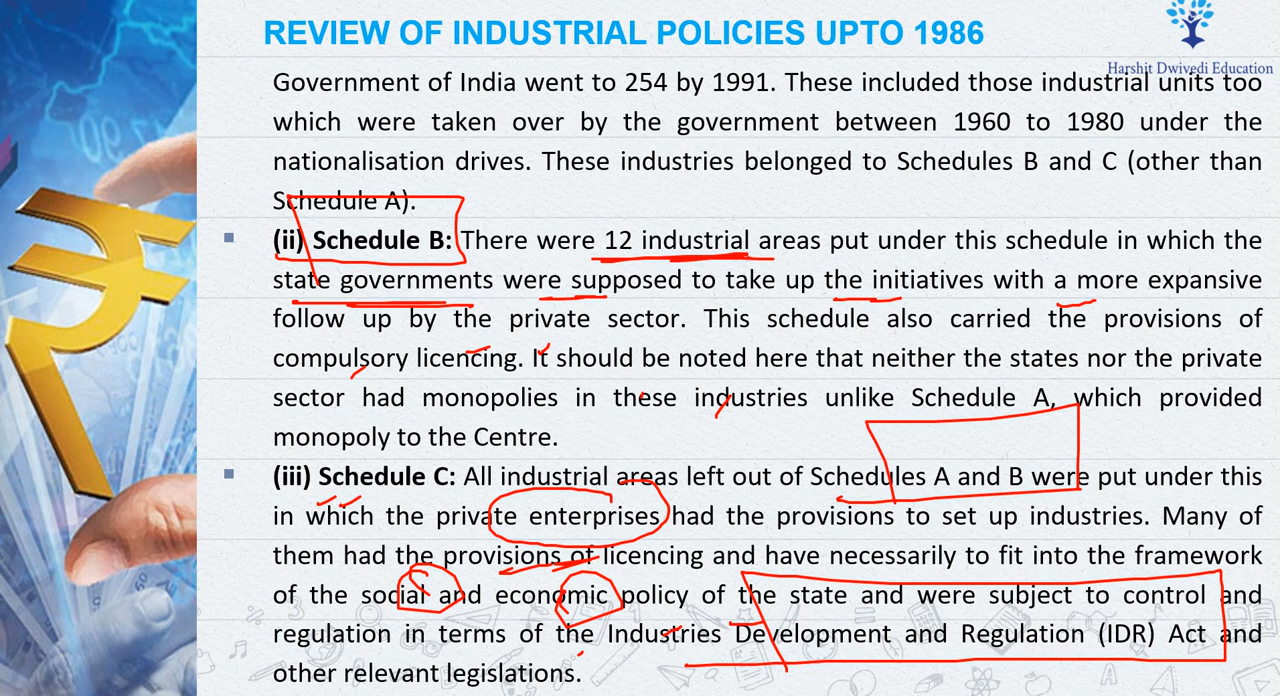 REVIEW OF INDUSTRIAL POLICIES UPTO 1986
Harshit Dwivedi Education
Government of India went to 254 by 1991. These included those industrial units too
which were taken over by the government between 1960 to 1980 under the
nationalisation drives. These industries belonged to Schedules B and C (other than
Schedule A).
(ii) Schedule B: There were 12 industrial areas put under this schedule in which the
state governments were supposed to take up the initiatives with a more expansive
follow up by the private sector. This schedule also carried the provisions of
compulsory licencing. It should be noted here that neither the states nor the private
sector had monopolies in these industries unlike Schedule A, which provided
monopoly to the Centre.
(iii) Schedule C: All industrial areas left out of Schedules A and B were put under this
in which the private enterprises had the provisions to set up industries. Many of
them had the provisions of licencing and have necessarily to fit into the framework
of the social and economic policy of the state and were subject to control and
regulation in terms of the Industries Development and Regulation (IDR) Act and
other relevant legislations.